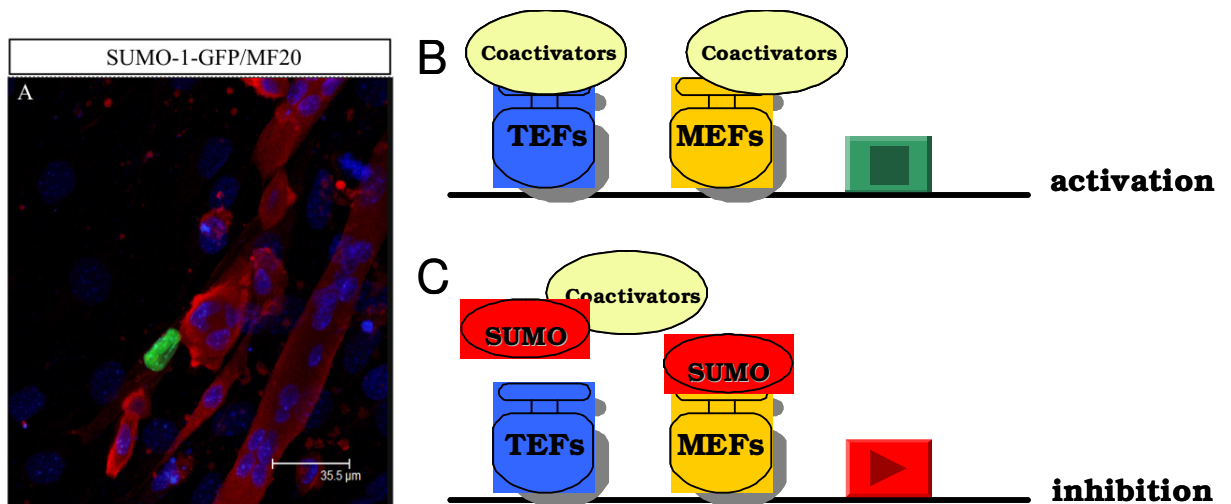 SUMO-1-GFP/MF20
A
35.5 µm
B
Coactivators
Coactivators
TEFs
MEFs
activation
C
Coactivators
SUMO
SUMO
TEFs
MEFs
inhibition